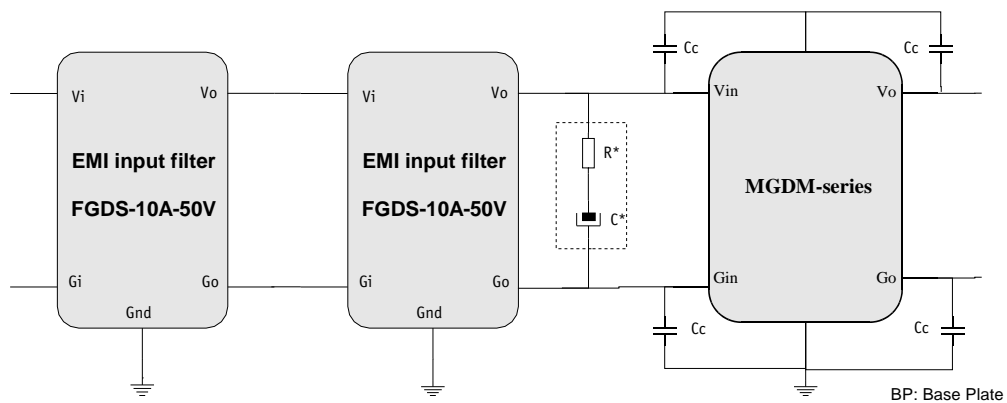 Cc
Cc
Vi
Vo
Vi
Vo
Vin
Vo
EMI input filter
FGDS-10A-50V
EMI input filter
FGDS-10A-50V
R*
C*
MGDM-series
Gi
Go
Gi
Go
Gin
Go
Gnd
Gnd
Cc
Cc
BP: Base Plate